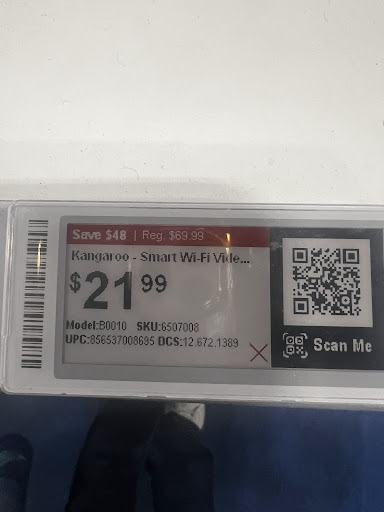 Save $48 | Reg. $69.99
Kangaroo - Smart Wi-Fi Vide...
$21 99
Model:B0010 SKU:6507008
UPC:856537008695 DCS:12.672.1389
Scan Me